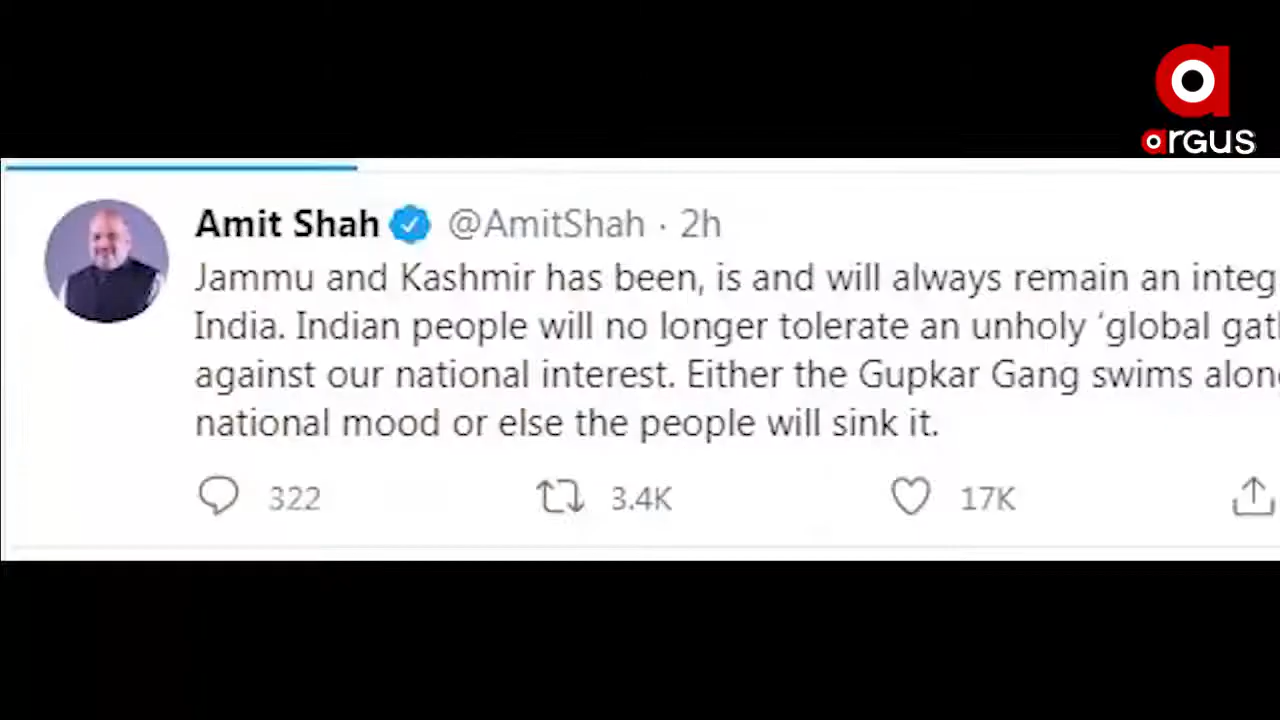 argus
Amit Shah @AmitShah · 2h
Jammu and Kashmir has been, is and will always remain an integ
India. Indian people will no longer tolerate an unholy ‘global gat
against our national interest. Either the Gupkar Gang swims along
national mood or else the people will sink it.
322 3.4K 17K